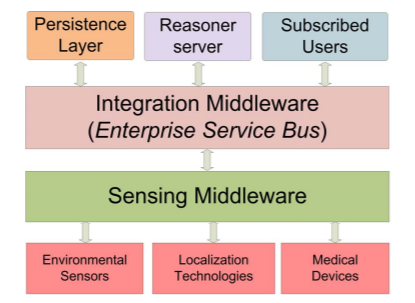 Persistence
Layer
Reasoner
server
Subscribed
Users
Integration Middleware
(Enterprise Service Bus)
Sensing Middleware
Environmental
Sensors
Localization
Technologies
Medical
Devices